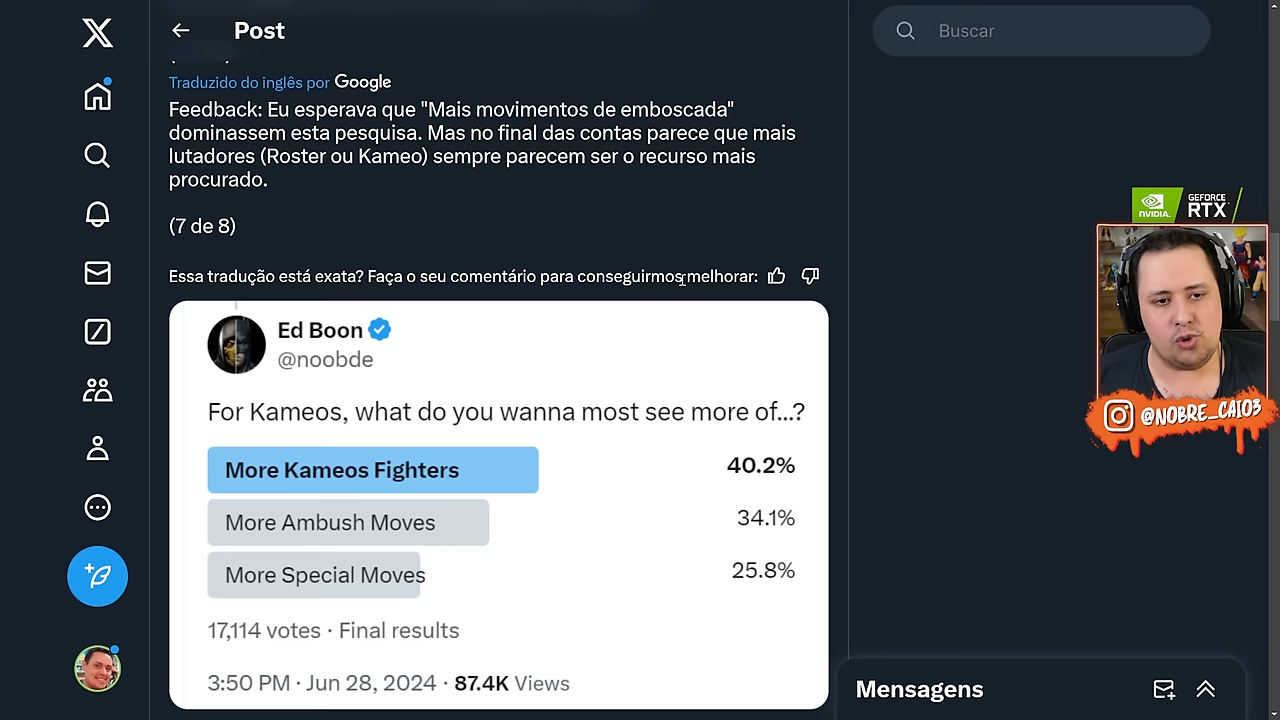 Post
Buscar
Traduzido do inglês por Google
Feedback: Eu esperava que "Mais movimentos de emboscada"
dominassem esta pesquisa. Mas no final das contas parece que mais
lutadores (Roster ou Kameo) sempre parecem ser o recurso mais
procurado.
(7 de 8)
Essa tradução está exata? Faça o seu comentário para conseguirmos melhorar:
Ed Boon
@noobde
For Kameos, what do you wanna most see more of...?
More Kameos Fighters 40.2%
More Ambush Moves 34.1%
More Special Moves 25.8%
17,114 votes · Final results
3:50 PM · Jun 28, 2024 · 87.4K Views
NVIDIA.
GEFORCE
RTX
@NOBRE_CAIO3
Mensagens